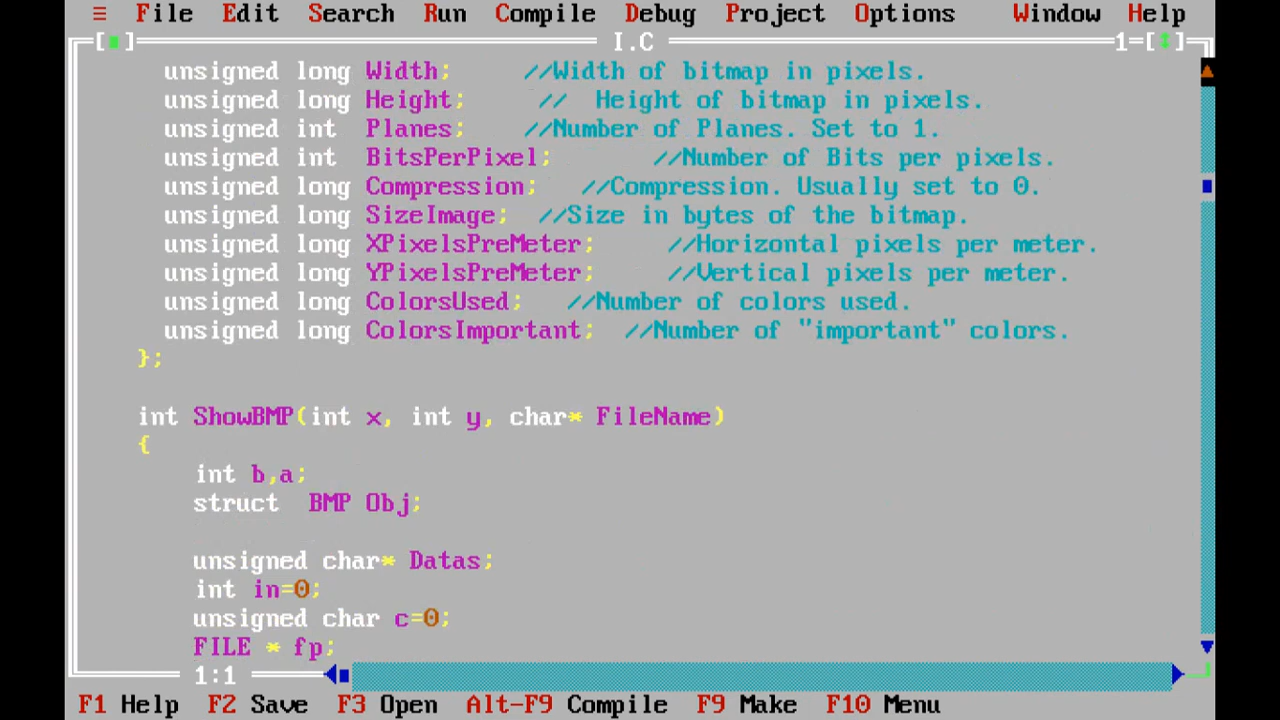 ≡ File Edit Search Run Compile Debug Project Options Window Help
[■] I.C 1=[↕]
unsigned long Width; //Width of bitmap in pixels.
unsigned long Height; // Height of bitmap in pixels.
unsigned int Planes; //Number of Planes. Set to 1.
unsigned int BitsPerPixel; //Number of Bits per pixels.
unsigned long Compression; //Compression. Usually set to 0.
unsigned long SizeImage; //Size in bytes of the bitmap.
unsigned long XPixelsPreMeter; //Horizontal pixels per meter.
unsigned long YPixelsPreMeter; //Vertical pixels per meter.
unsigned long ColorsUsed; //Number of colors used.
unsigned long ColorsImportant; //Number of "important" colors.
};
int ShowBMP(int x, int y, char* FileName)
{
int b,a;
struct BMP Obj;
unsigned char* Datas;
int in=0;
unsigned char c=0;
FILE * fp;
1:1
F1 Help F2 Save F3 Open Alt-F9 Compile F9 Make F10 Menu